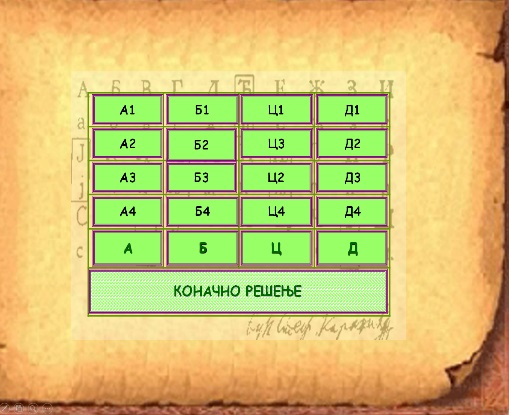 А Б В Г Д Ђ Е Ж З И
А1 Б1 Ц1 Д1
А2 Б2 Ц3 Д2
А3 Б3 Ц2 Д3
А4 Б4 Ц4 Д4
А Б Ц Д
КОНАЧНО РЕШЕЊЕ